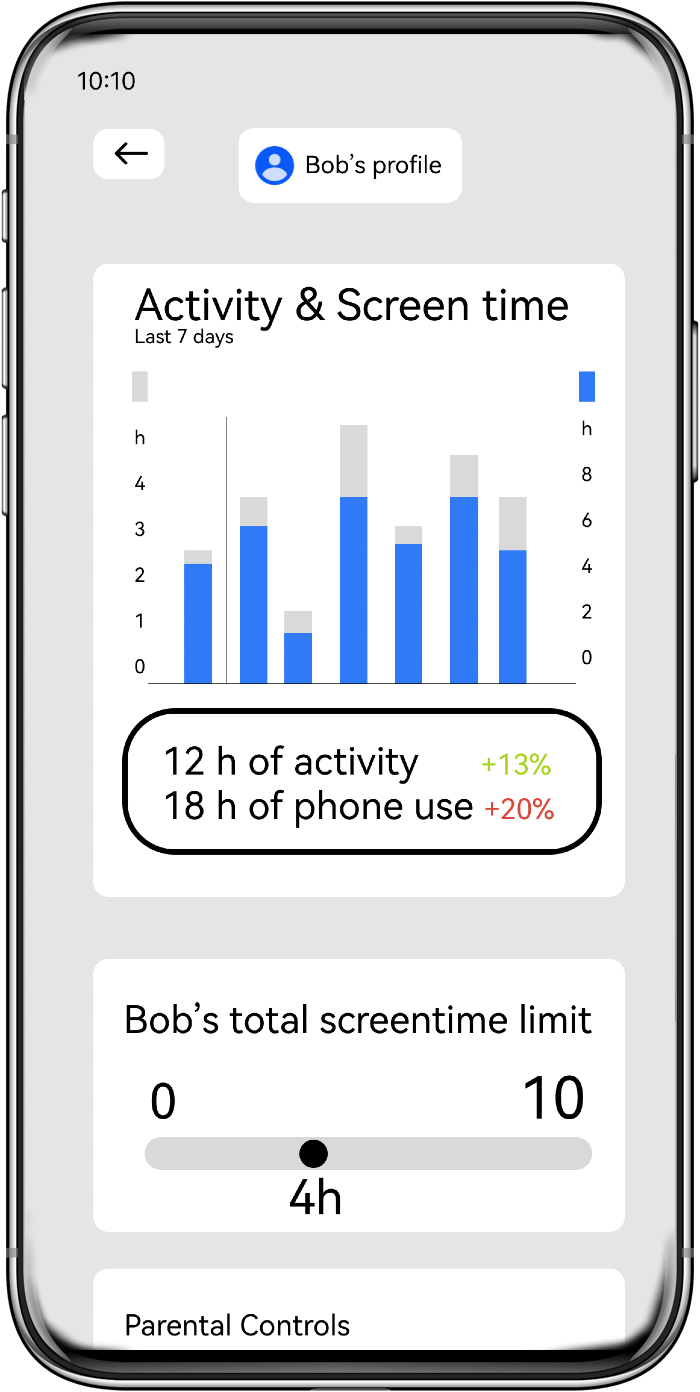 10:10
Bob’s profile
Activity & Screen time
Last 7 days
h
4
3
2
1
0
h
8
6
4
2
0
12 h of activity +13%
18 h of phone use +20%
Bob’s total screentime limit
0 10
4h
Parental Controls